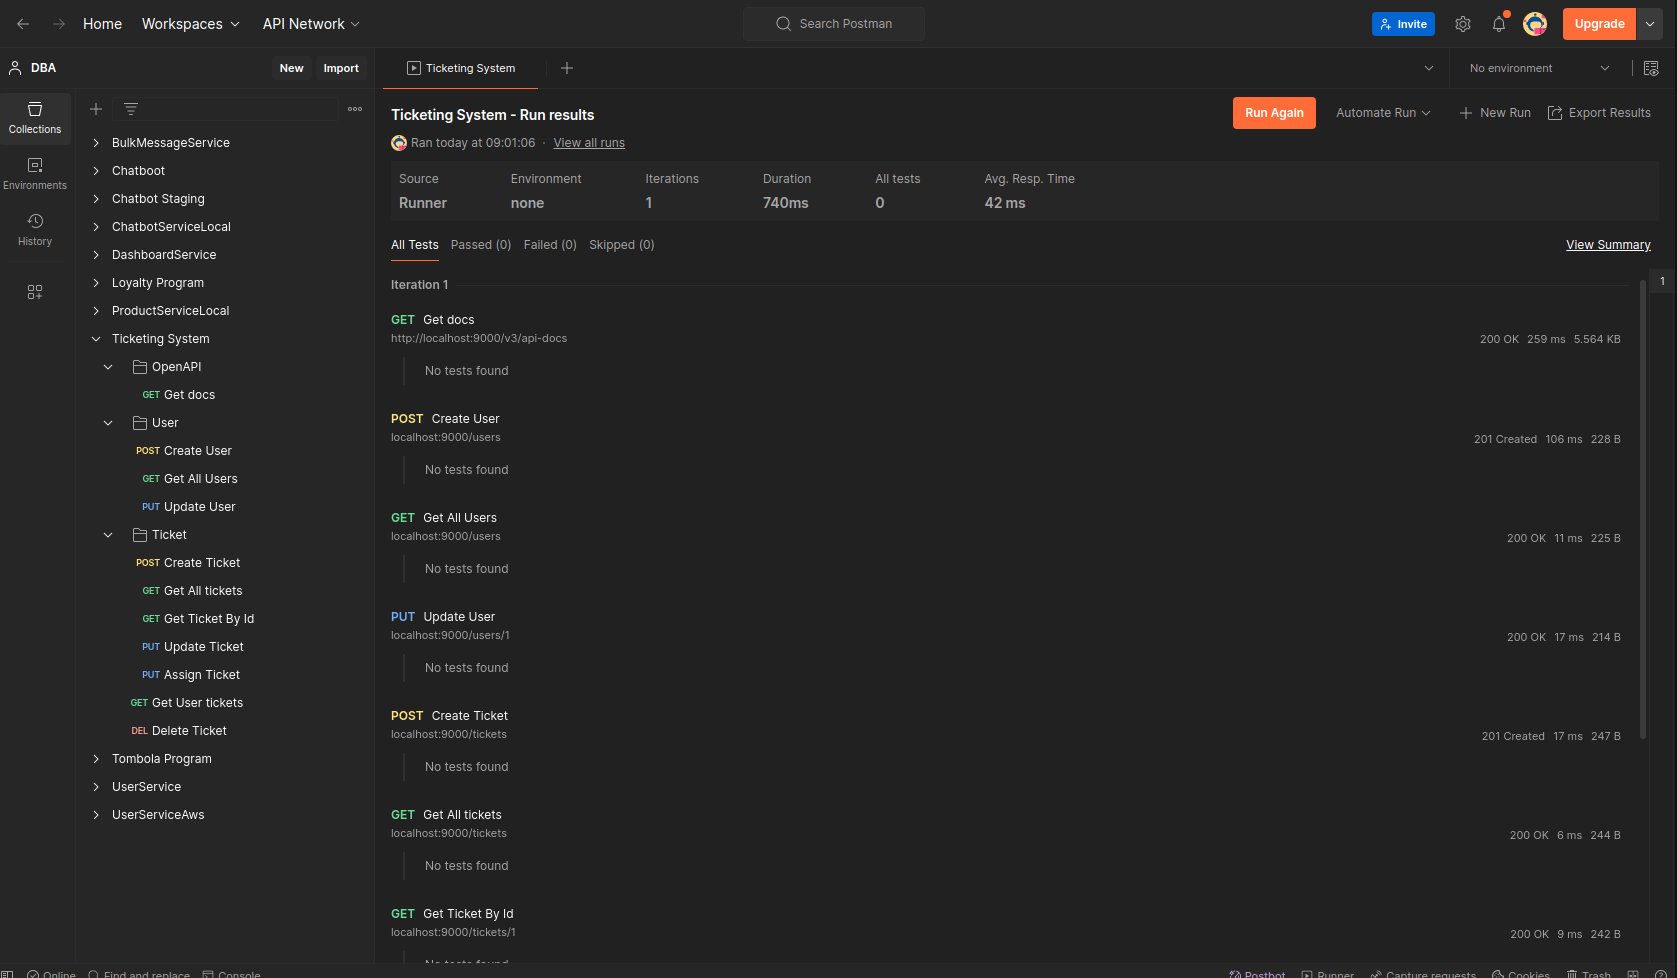 Home Workspaces API Network Search Postman Invite Upgrade
DBA New Import Ticketing System No environment
Collections
Environments
History
BulkMessageService
Chatboot
Chatbot Staging
ChatbotServiceLocal
DashboardService
Loyalty Program
ProductServiceLocal
Ticketing System
OpenAPI
GET Get docs
User
POST Create User
GET Get All Users
PUT Update User
Ticket
POST Create Ticket
GET Get All tickets
GET Get Ticket By Id
PUT Update Ticket
PUT Assign Ticket
GET Get User tickets
DEL Delete Ticket
Tombola Program
UserService
UserServiceAws
Ticketing System - Run results Run Again Automate Run New Run Export Results
Ran today at 09:01:06 · View all runs
Source Environment Iterations Duration All tests Avg. Resp. Time
Runner none 1 740ms 0 42 ms
All Tests Passed (0) Failed (0) Skipped (0) View Summary
Iteration 1 1
GET Get docs
http://localhost:9000/v3/api-docs 200 OK 259 ms 5.564 KB
No tests found
POST Create User
localhost:9000/users 201 Created 106 ms 228 B
No tests found
GET Get All Users
localhost:9000/users 200 OK 11 ms 225 B
No tests found
PUT Update User
localhost:9000/users/1 200 OK 17 ms 214 B
No tests found
POST Create Ticket
localhost:9000/tickets 201 Created 17 ms 247 B
No tests found
GET Get All tickets
localhost:9000/tickets 200 OK 6 ms 244 B
No tests found
GET Get Ticket By Id
localhost:9000/tickets/1 200 OK 9 ms 242 B
No tests found
Online Find and replace Console Postbot Runner Capture requests Cookies Trash